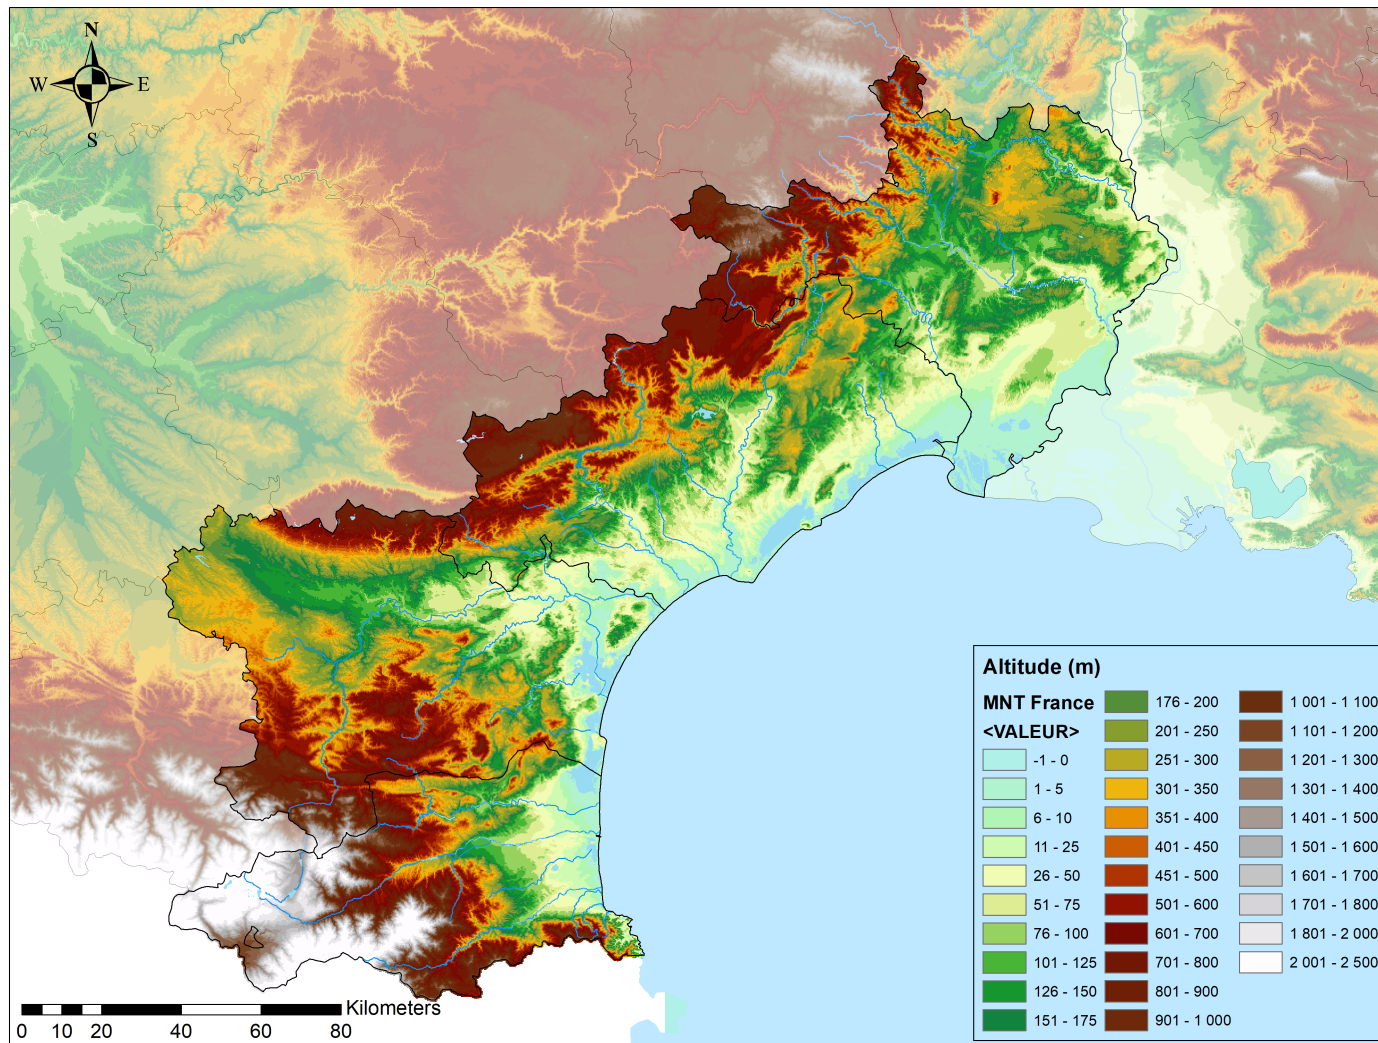 N
W E
S
Altitude (m)
MNT France
<VALEUR>
-1 - 0
1 - 5
6 - 10
11 - 25
26 - 50
51 - 75
76 - 100
101 - 125
126 - 150
151 - 175
176 - 200
201 - 250
251 - 300
301 - 350
351 - 400
401 - 450
451 - 500
501 - 600
601 - 700
701 - 800
801 - 900
901 - 1 000
1 001 - 1 100
1 101 - 1 200
1 201 - 1 300
1 301 - 1 400
1 401 - 1 500
1 501 - 1 600
1 601 - 1 700
1 701 - 1 800
1 801 - 2 000
2 001 - 2 500
Kilometers
0 10 20 40 60 80